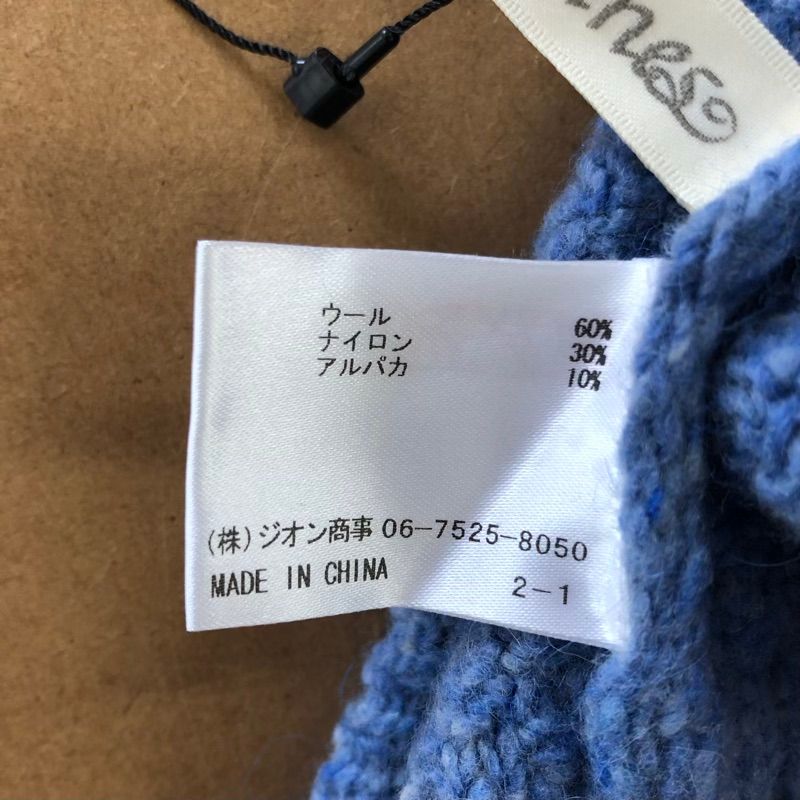 ウール 60%
ナイロン 30%
アルパカ 10%
(株)ジオン商事 06-7525-8050
MADE IN CHINA 2-1